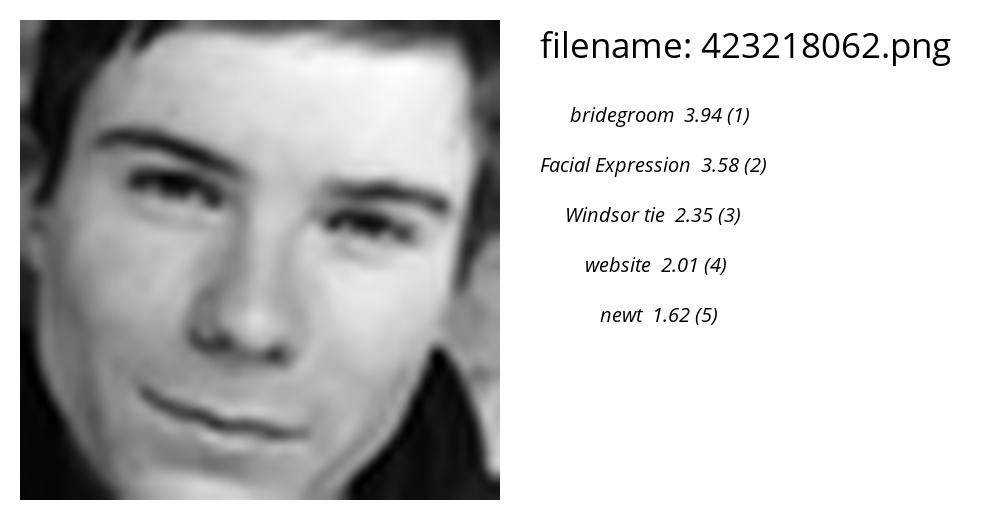 filename: 423218062.png
bridegroom 3.94 (1)
Facial Expression 3.58 (2)
Windsor tie 2.35 (3)
website 2.01 (4)
newt 1.62 (5)